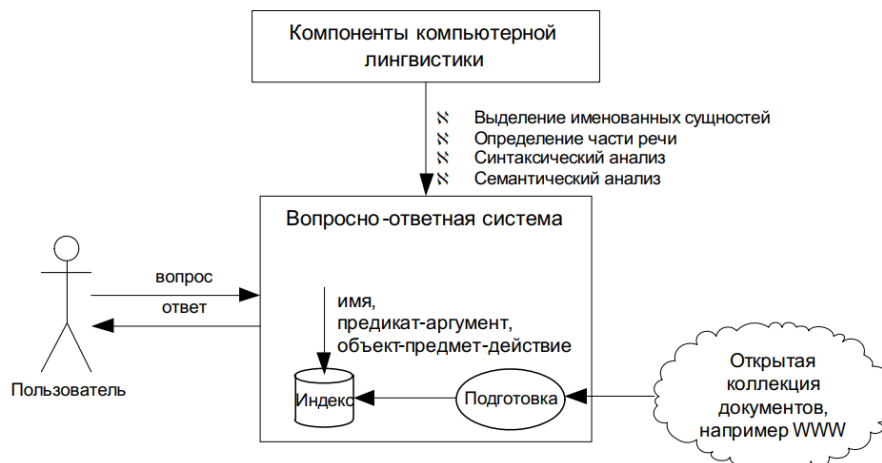 Компоненты компьютерной
лингвистики
ℵ Выделение именованных сущностей
ℵ Определение части речи
ℵ Синтаксический анализ
ℵ Семантический анализ
Вопросно-ответная система
вопрос
ответ
Пользователь
имя,
предикат-аргумент,
объект-предмет-действие
Индекс
Подготовка
Открытая
коллекция
документов,
например WWW